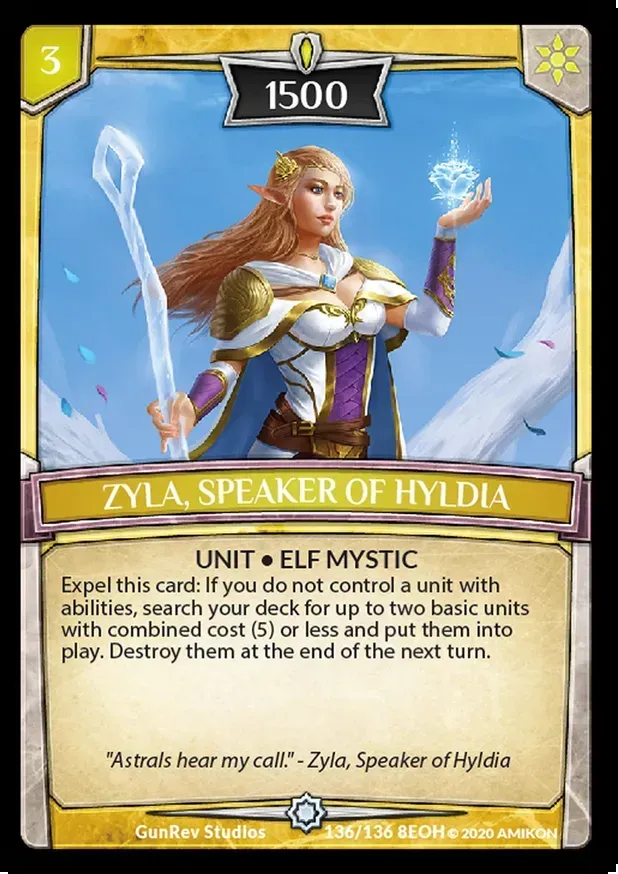 3
1500
ZYLA, SPEAKER OF HYLDIA
UNIT • ELF MYSTIC
Expel this card: If you do not control a unit with
abilities, search your deck for up to two basic units
with combined cost (5) or less and put them into
play. Destroy them at the end of the next turn.
"Astrals hear my call." - Zyla, Speaker of Hyldia
GunRev Studios 136/136 8EOH © 2020 AMIKON